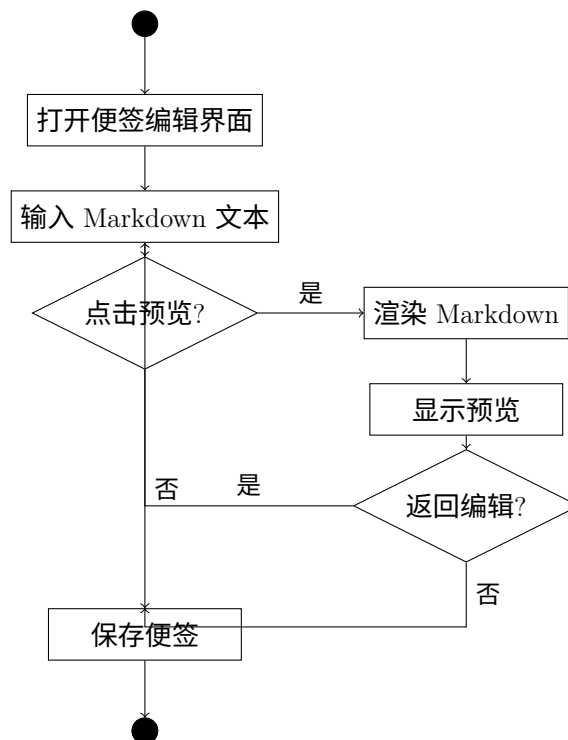 打开便签编辑界面
输入 Markdown 文本
点击预览?
是
渲染 Markdown
显示预览
否
是
返回编辑?
否
保存便签